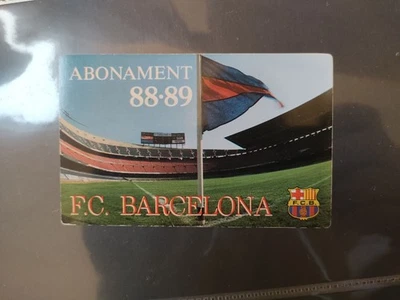 ABONAMENT
88·89
F.C. BARCELONA
F C B